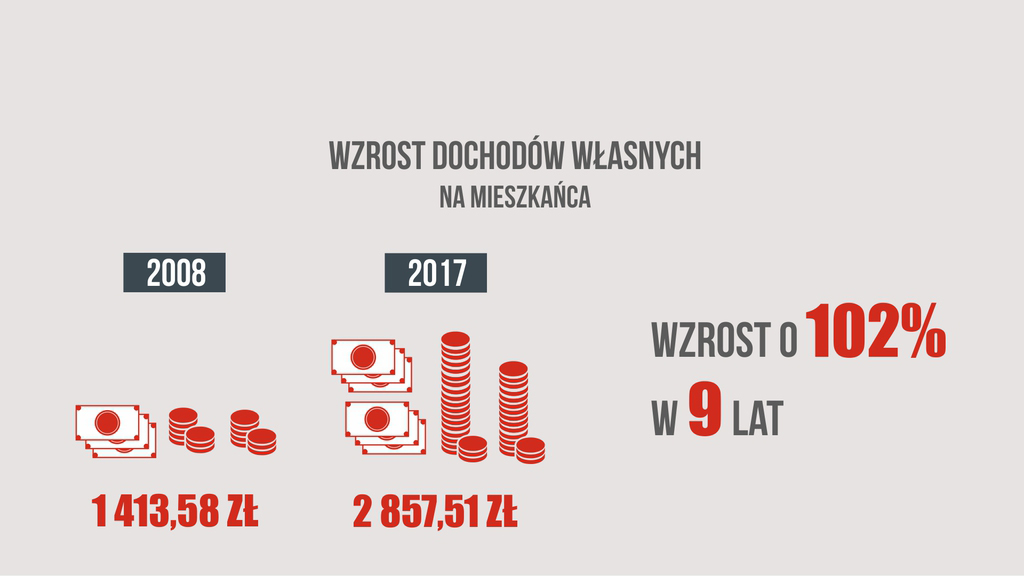 WZROST DOCHODÓW WŁASNYCH
NA MIESZKAŃCA
2008
2017
WZROST O 102%
W 9 LAT
1 413,58 ZŁ
2 857,51 ZŁ